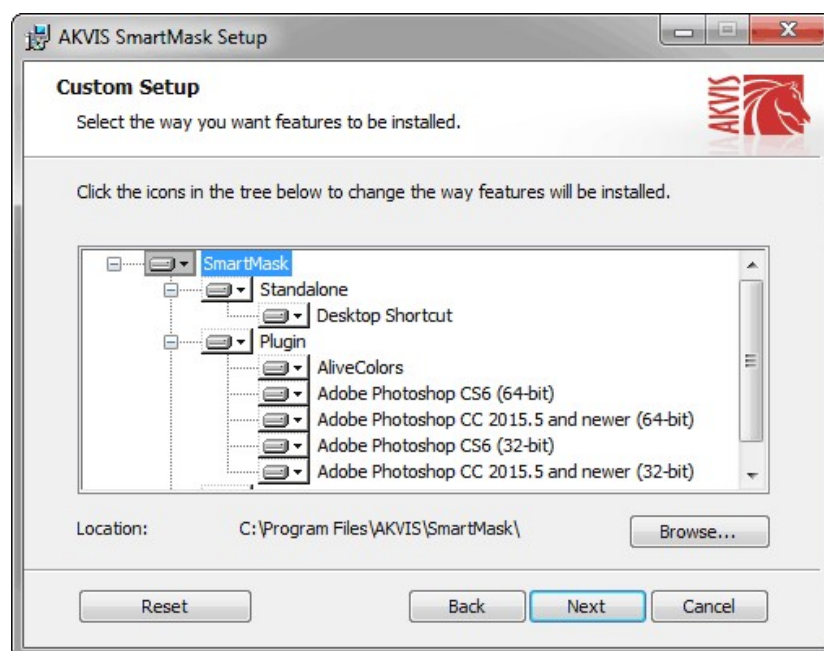 AKVIS SmartMask Setup
Custom Setup
Select the way you want features to be installed.
AKVIS
Click the icons in the tree below to change the way features will be installed.
SmartMask
Standalone
Desktop Shortcut
Plugin
AliveColors
Adobe Photoshop CS6 (64-bit)
Adobe Photoshop CC 2015.5 and newer (64-bit)
Adobe Photoshop CS6 (32-bit)
Adobe Photoshop CC 2015.5 and newer (32-bit)
Location: C:\Program Files\AKVIS\SmartMask\ Browse...
Reset Back Next Cancel